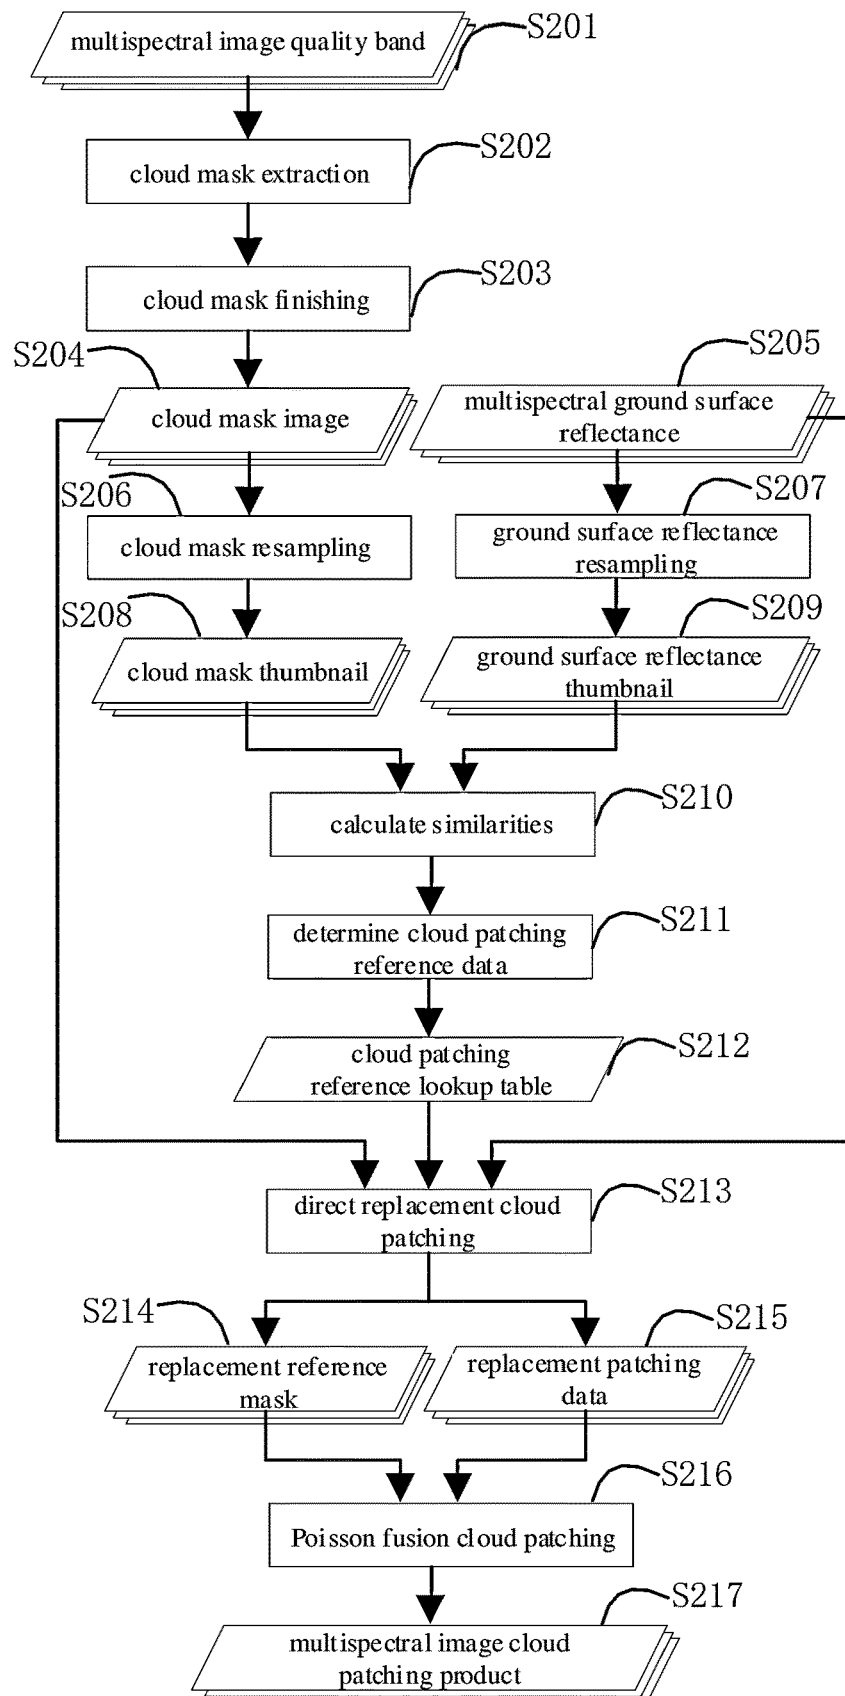 multispectral image quality band
S201
S202
cloud mask extraction
S203
cloud mask finishing
S204
S205
cloud mask image
multispectral ground surface
reflectance
S206
S207
cloud mask resampling
ground surface reflectance
resampling
S208
S209
cloud mask thumbnail
ground surface reflectance
thumbnail
S210
calculate similarities
S211
determine cloud patching
reference data
S212
cloud patching
reference lookup table
S213
direct replacement cloud
patching
S214
S215
replacement reference
mask
replacement patching
data
S216
Poisson fusion cloud patching
S217
multispectral image cloud
patching product